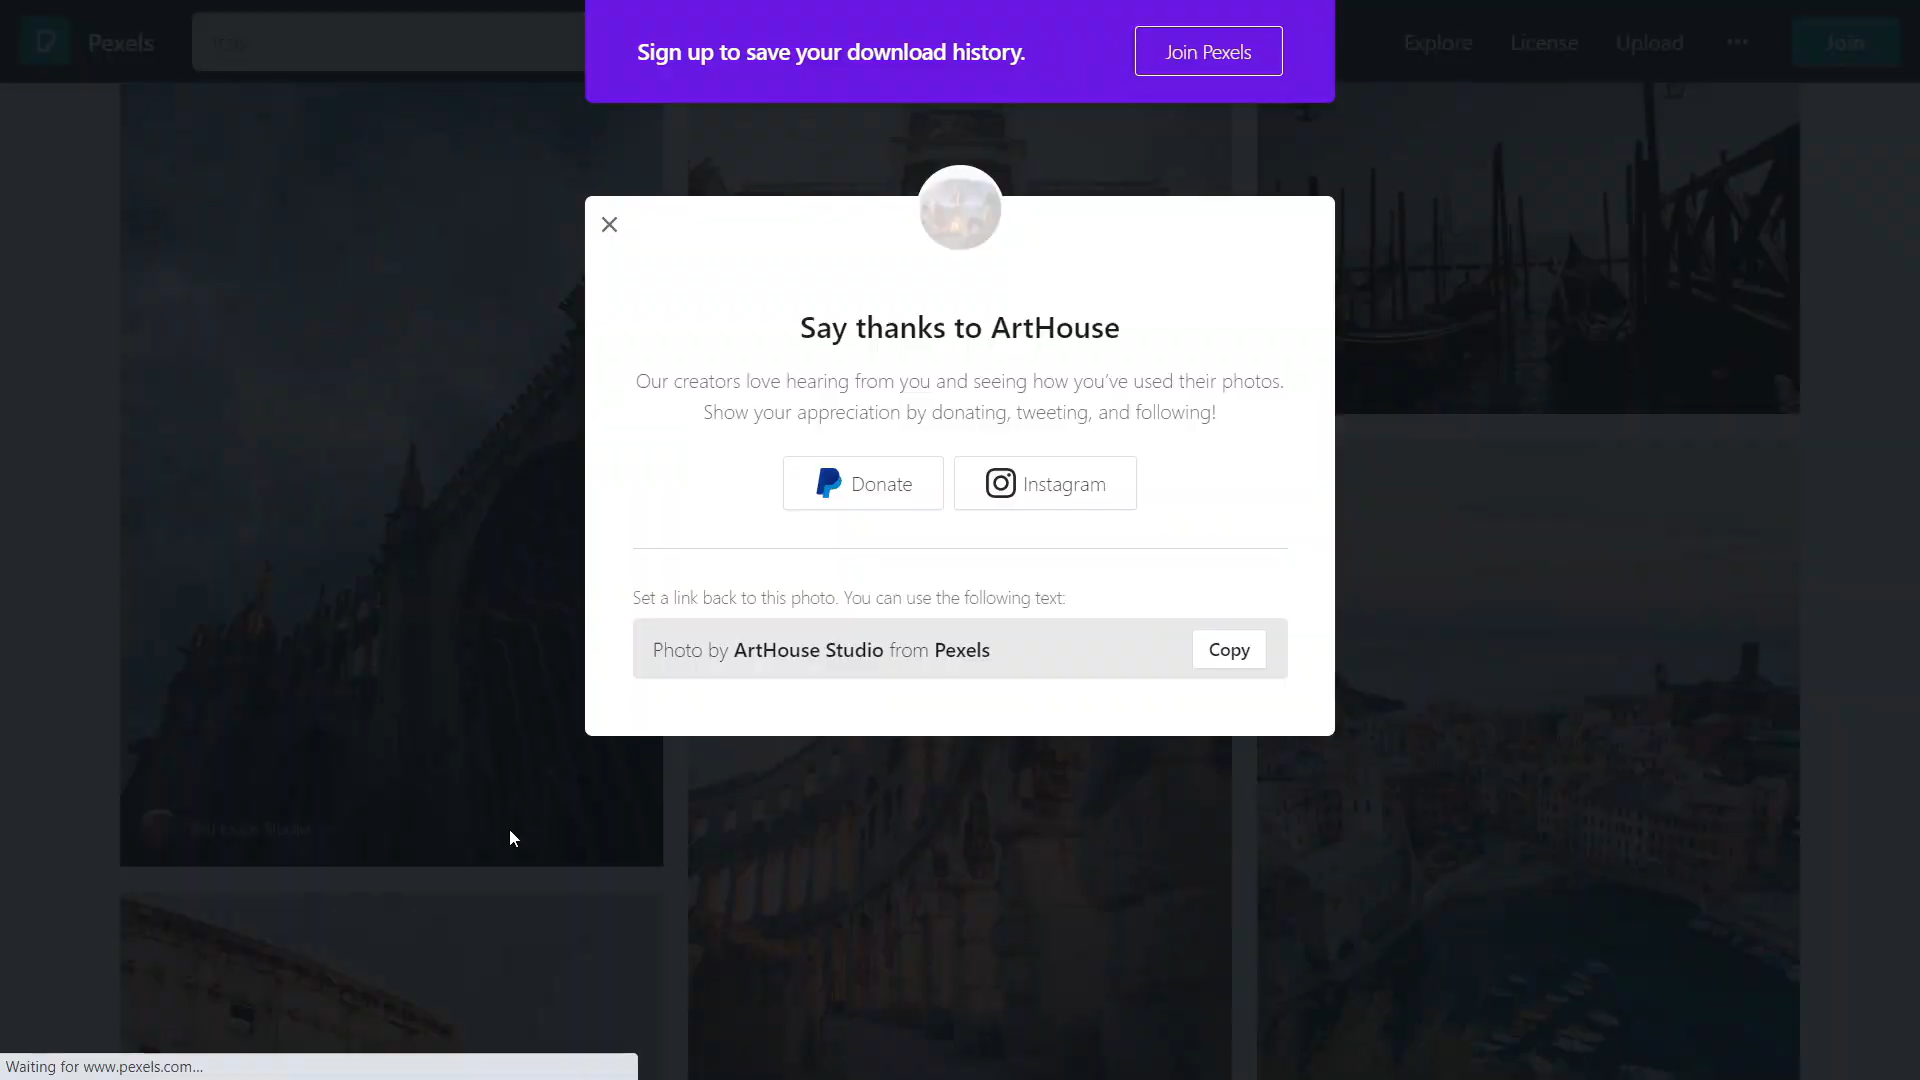 Pexels
Sign up to save your download history.
Join Pexels
Explore
License
Upload
Join
Say thanks to ArtHouse
Our creators love hearing from you and seeing how you've used their photos.
Show your appreciation by donating, tweeting, and following!
Donate
Instagram
Set a link back to this photo. You can use the following text:
Photo by ArtHouse Studio from Pexels
Copy
Waiting for www.pexels.com...